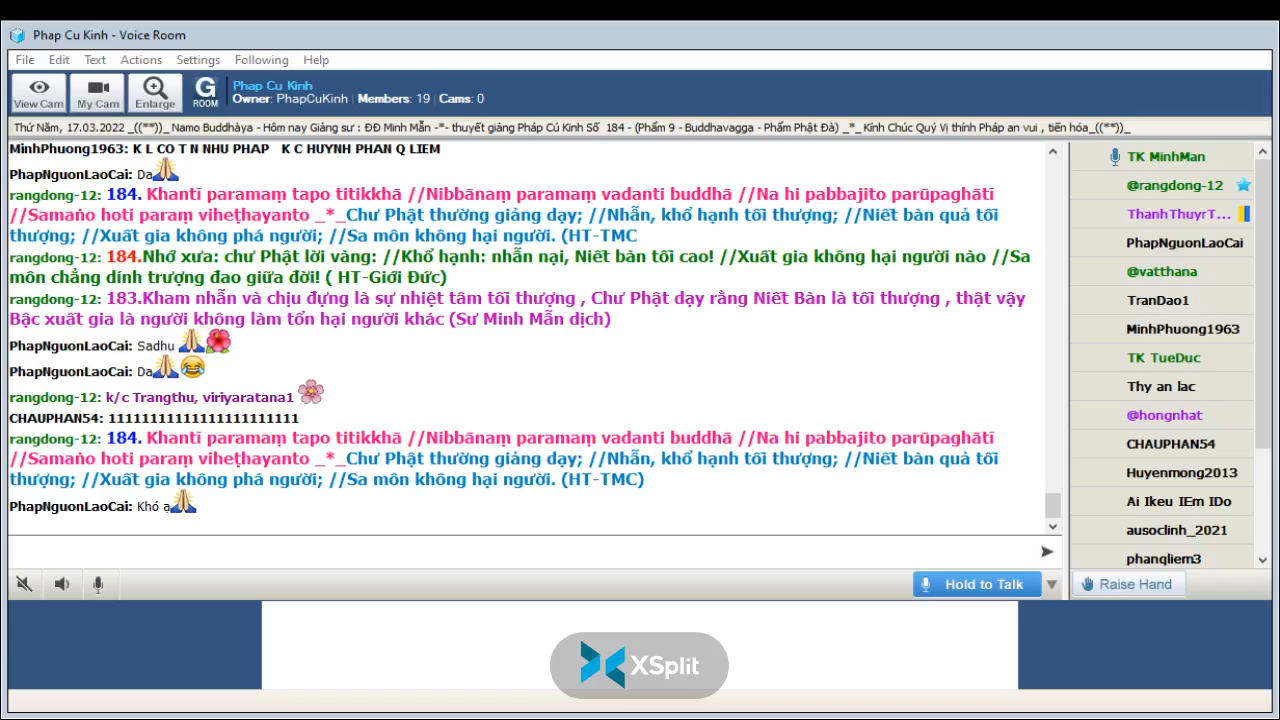 Phap Cu Kinh - Voice Room
File Edit Text Actions Settings Following Help
View Cam My Cam Enlarge G ROOM
Phap Cu Kinh
Owner: PhapCuKinh | Members: 19 | Cams: 0
Thứ Năm, 17.03.2022 _((**))_ Namo Buddhàya - Hôm nay Giảng sư : ĐĐ Minh Mẫn -*- thuyết giảng Pháp Cú Kinh Số 184 - (Phẩm 9 - Buddhavagga - Phẩm Phật Đà) _*_ Kính Chúc Quý Vị thính Pháp an vui , tiến hóa_((**))_
MinhPhuong1963: K L CO T N NHU PHAP K C HUYNH PHAN Q LIEM
PhapNguonLaoCai: Da
rangdong-12: 184. Khantī paramaṃ tapo titikkhā //Nibbānaṃ paramaṃ vadanti buddhā //Na hi pabbajito parūpaghātī
//Samaṅo hoti paraṃ viheṭhayanto _*_Chư Phật thường giảng dạy; //Nhẫn, khổ hạnh tối thượng; //Niết bàn quả tối
thượng; //Xuất gia không phá người; //Sa môn không hại người. (HT-TMC
rangdong-12: 184.Nhớ xưa: chư Phật lời vàng: //Khổ hạnh: nhẫn nại, Niết bàn tối cao! //Xuất gia không hại người nào //Sa
môn chẳng dính trượng đao giữa đời! ( HT-Giới Đức)
rangdong-12: 183.Kham nhẫn và chịu đựng là sự nhiệt tâm tối thượng , Chư Phật dạy rằng Niết Bàn là tối thượng , thật vậy
Bậc xuất gia là người không làm tổn hại người khác (Sư Minh Mẫn dịch)
PhapNguonLaoCai: Sadhu
PhapNguonLaoCai: Da
rangdong-12: k/c Trangthu, viriyaratana1
CHAUPHAN54: 11111111111111111111111
rangdong-12: 184. Khantī paramaṃ tapo titikkhā //Nibbānaṃ paramaṃ vadanti buddhā //Na hi pabbajito parūpaghātī
//Samaṅo hoti paraṃ viheṭhayanto _*_Chư Phật thường giảng dạy; //Nhẫn, khổ hạnh tối thượng; //Niết bàn quả tối
thượng; //Xuất gia không phá người; //Sa môn không hại người. (HT-TMC)
PhapNguonLaoCai: Khó ạ
TK MinhMan
@rangdong-12
ThanhThuyrT...
PhapNguonLaoCai
@vatthana
TranDao1
MinhPhuong1963
TK TueDuc
Thy an lac
@hongnhat
CHAUPHAN54
Huyenmong2013
Ai Ikeu IEm IDo
ausoclinh_2021
phanqliem3
Hold to Talk
Raise Hand
XSplit